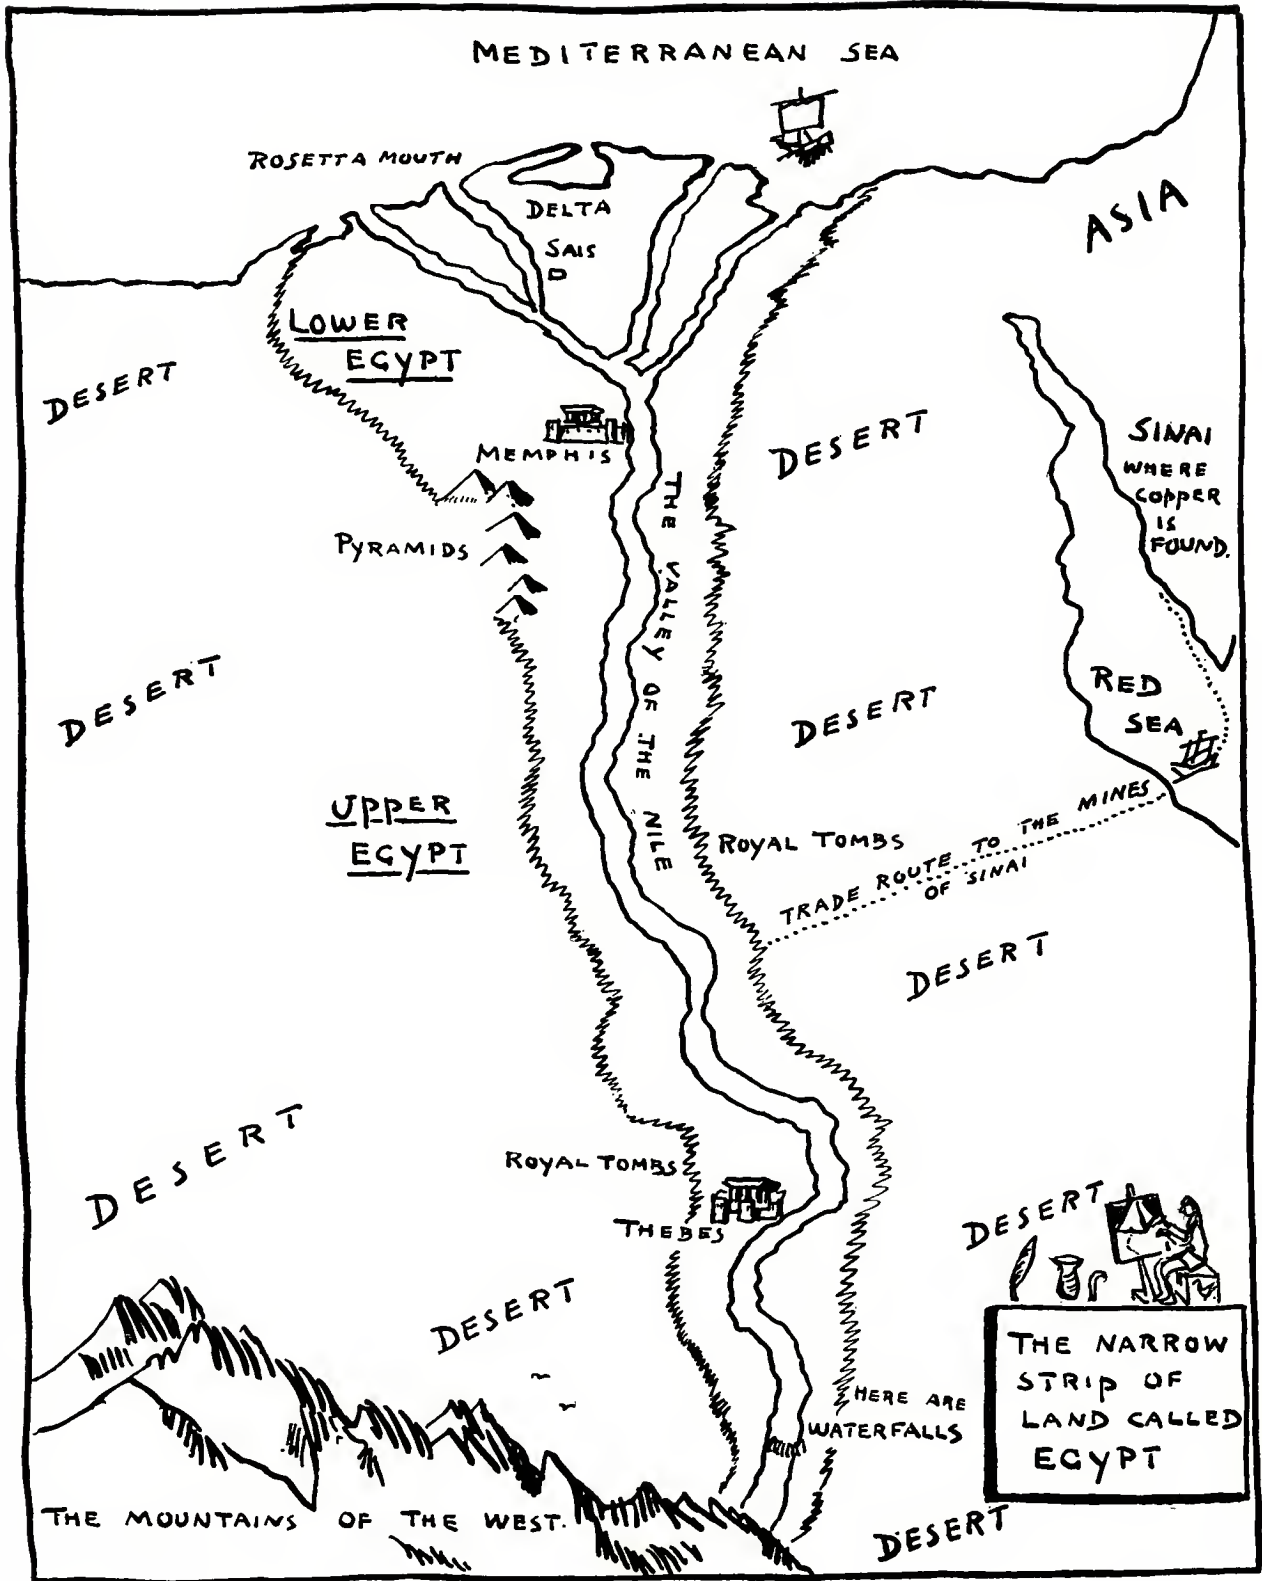 MEDITERRANEAN SEA
ROSETTA MOUTH
DELTA
SAIS
ASIA
LOWER
EGYPT
DESERT
DESERT
SINAI
WHERE
COPPER
IS
FOUND.
MEMPHIS
THE VALLEY OF THE NILE
PYRAMIDS
DESERT
DESERT
RED
SEA
UPPER
EGYPT
ROYAL TOMBS
TRADE ROUTE TO THE MINES
OF SINAI
DESERT
DESERT
ROYAL TOMBS
THEBES
DESERT
DESERT
HERE ARE
WATERFALLS
THE NARROW
STRIP OF
LAND CALLED
EGYPT
THE MOUNTAINS OF THE WEST.
DESERT